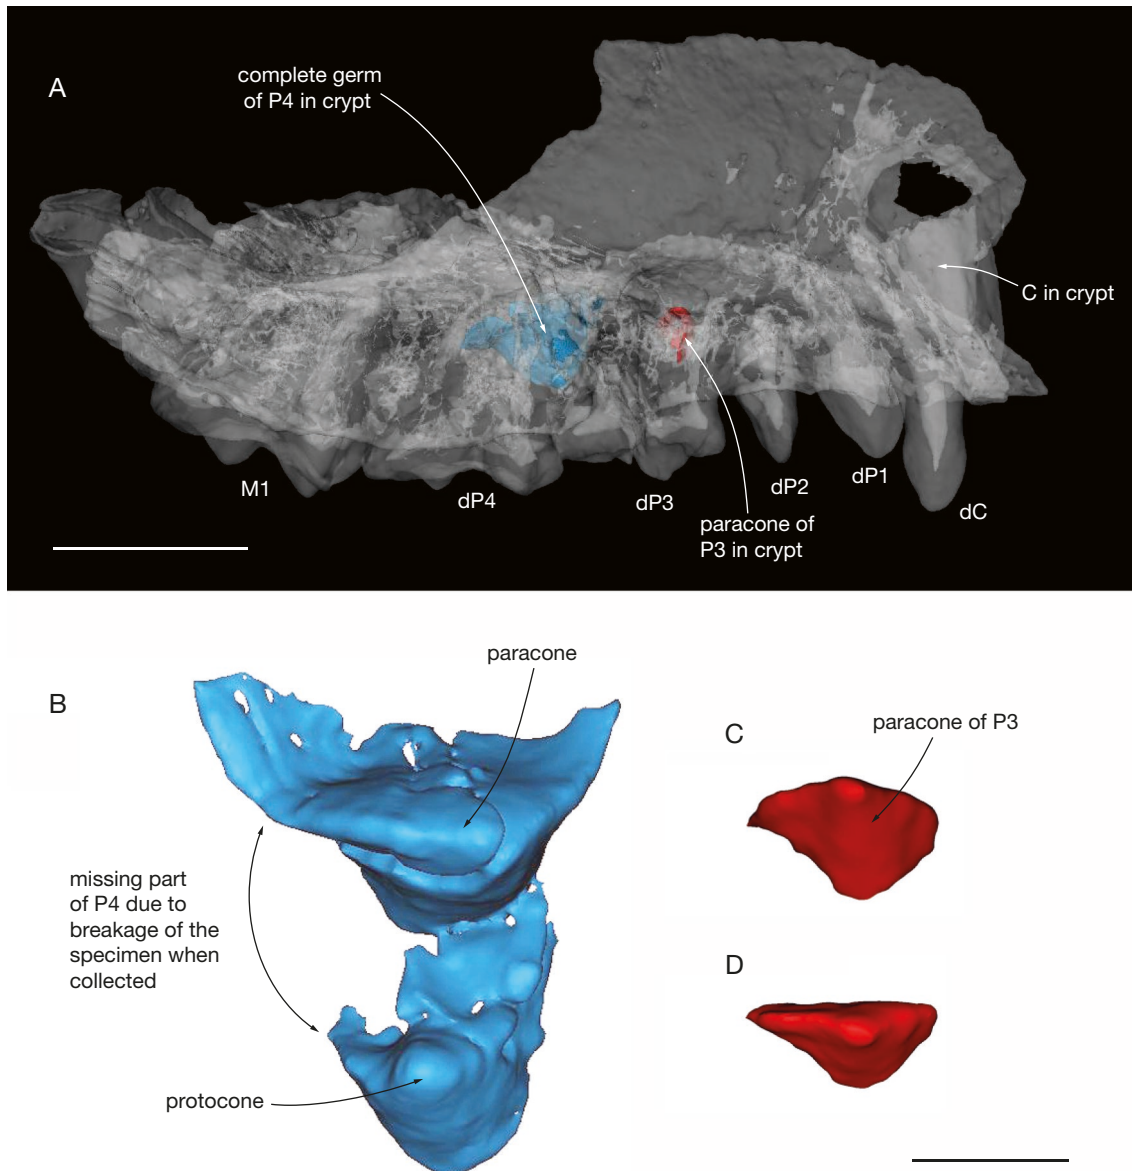 A
complete germ
of P4 in crypt
C in crypt
M1
dP4
dP3
dP2
dP1
dC
paracone of
P3 in crypt
B
paracone
missing part
of P4 due to
breakage of the
specimen when
collected
protocone
C
paracone of P3
D